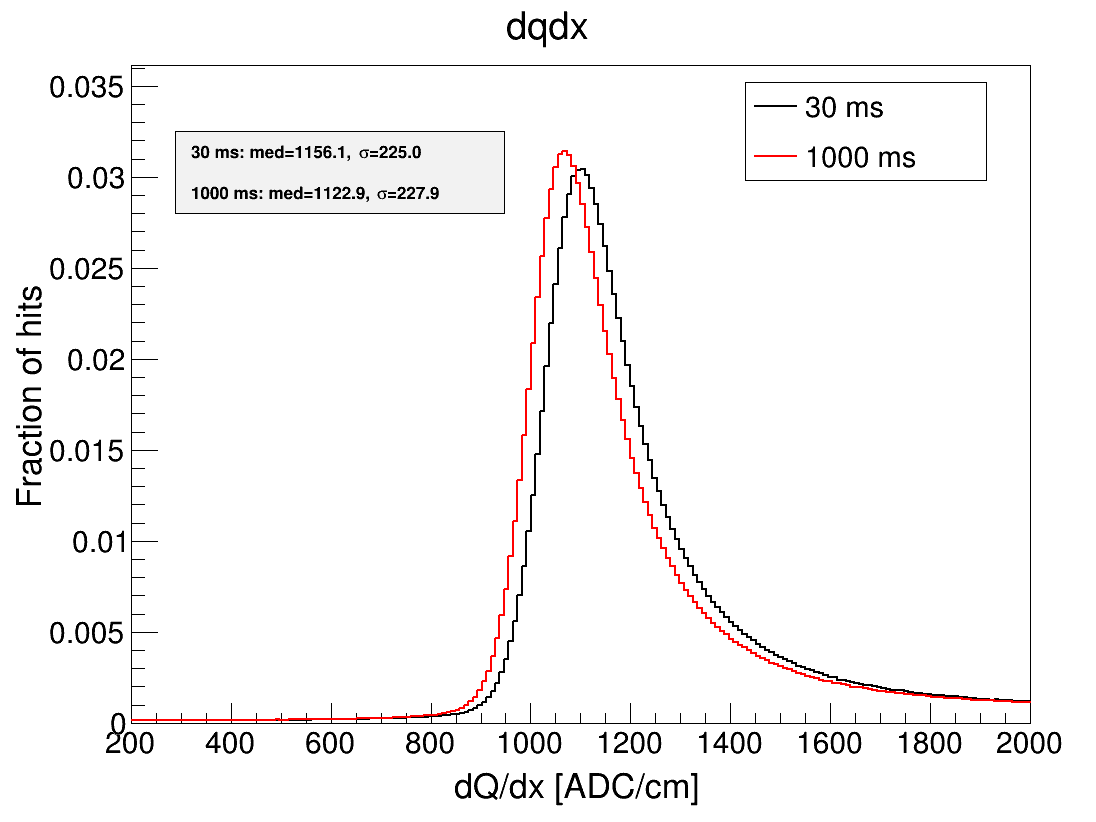 dqdx
30 ms
1000 ms
30 ms: med=1156.1, σ=225.0
1000 ms: med=1122.9, σ=227.9
Fraction of hits
0.035
0.03
0.025
0.02
0.015
0.01
0.005
0
200 400 600 800 1000 1200 1400 1600 1800 2000
dQ/dx [ADC/cm]